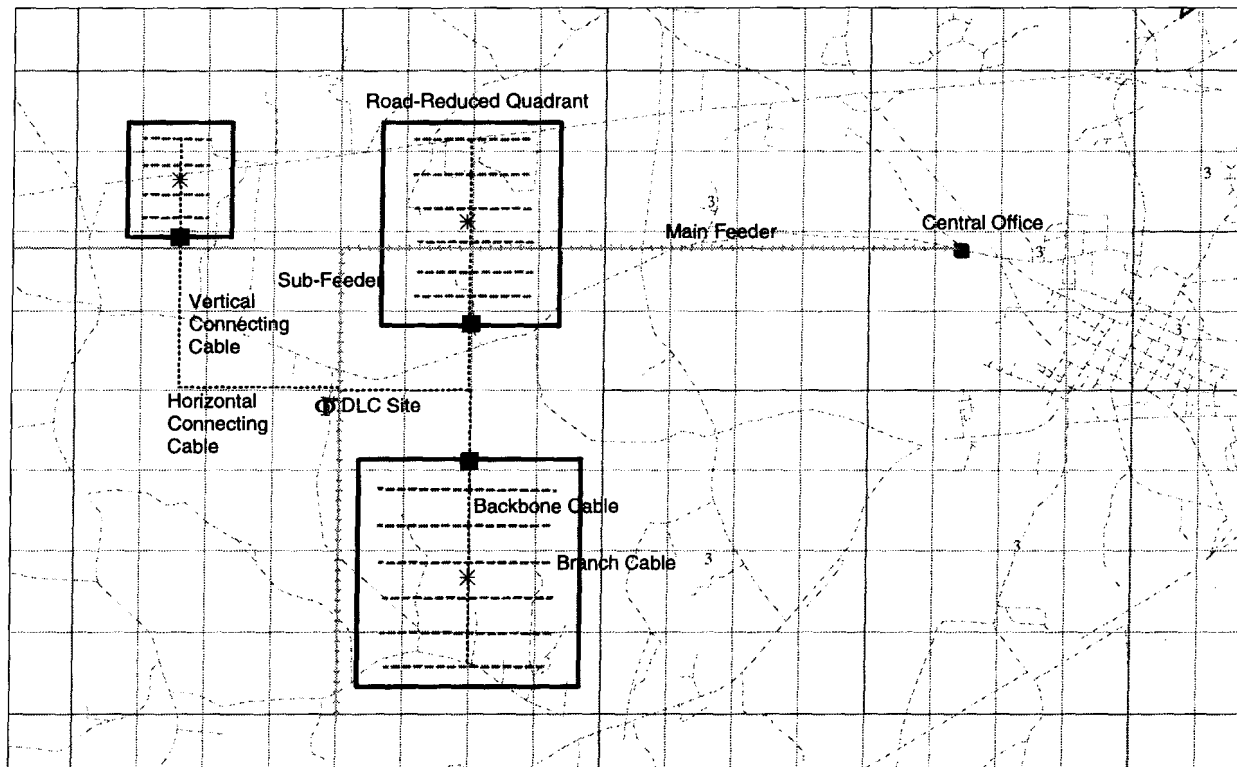 Road-Reduced Quadrant
3
3
Central Office
Main Feeder
3
Sub-Feeder
Vertical
Connecting
Cable
3
Horizontal
Connecting
Cable
DLC Site
Backbone Cable
Branch Cable
3
3